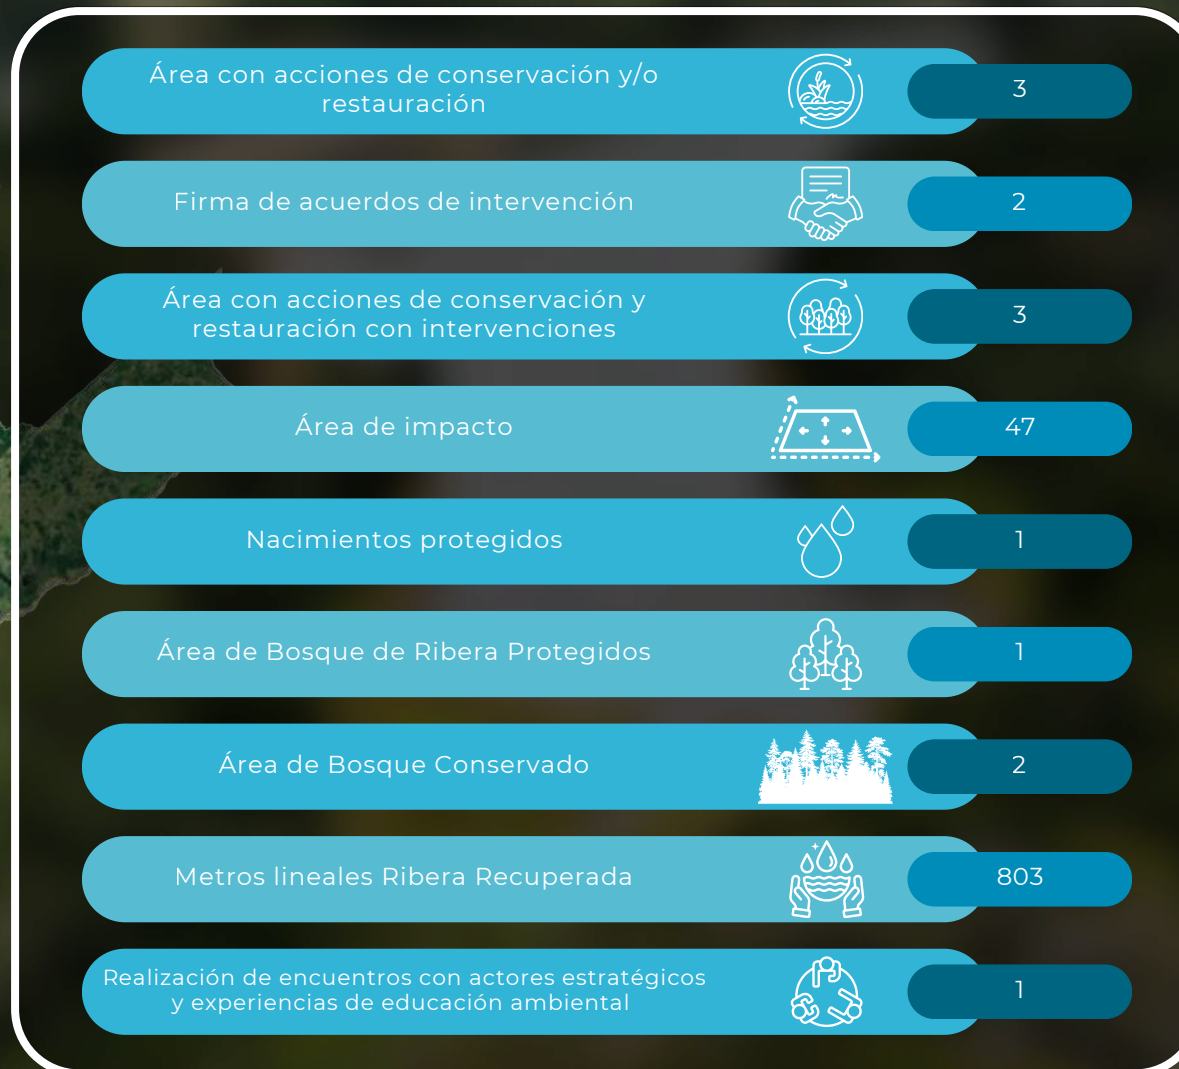 Área con acciones de conservación y/o
restauración
3
Firma de acuerdos de intervención
2
Área con acciones de conservación y
restauración con intervenciones
3
Área de impacto
47
Nacimientos protegidos
1
Área de Bosque de Ribera Protegidos
1
Área de Bosque Conservado
2
Metros lineales Ribera Recuperada
803
Realización de encuentros con actores estratégicos
y experiencias de educación ambiental
1